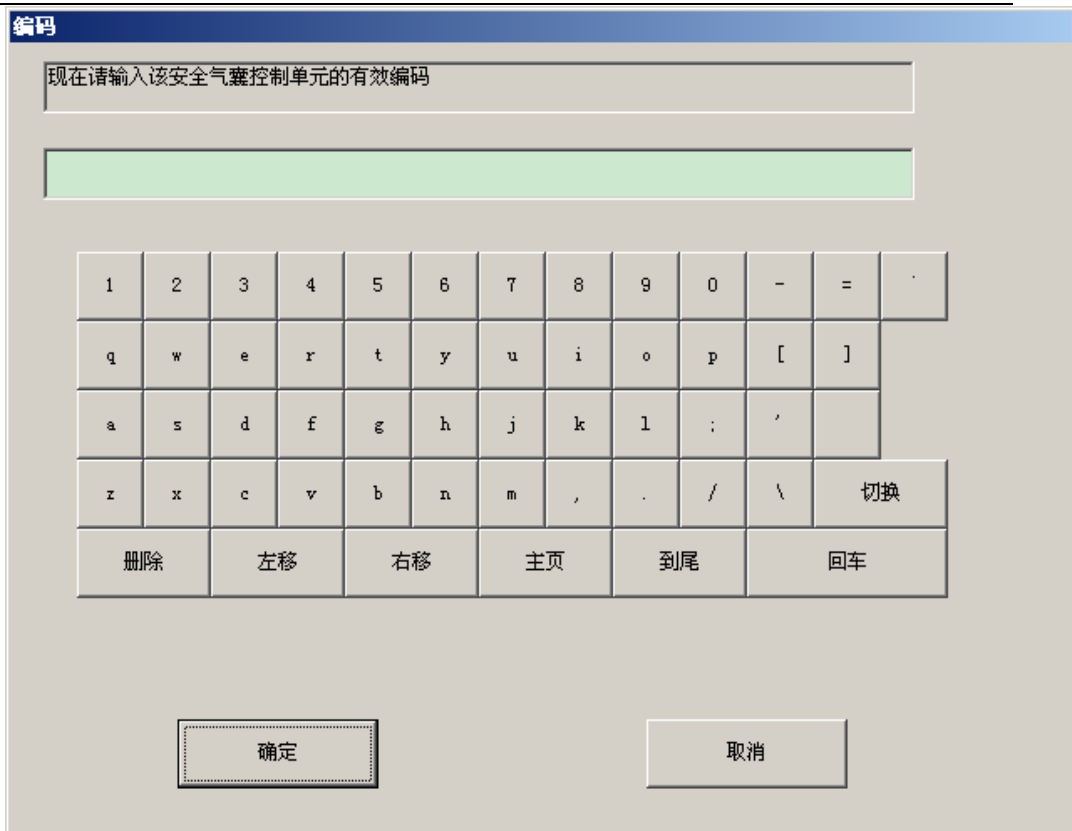 编码
现在请输入该安全气囊控制单元的有效编码
1 2 3 4 5 6 7 8 9 0 - = `
q w e r t y u i o p [ ]
a s d f g h j k l ; '
z x c v b n m , . / \ 切换
删除 左移 右移 主页 到尾 回车
确定 取消